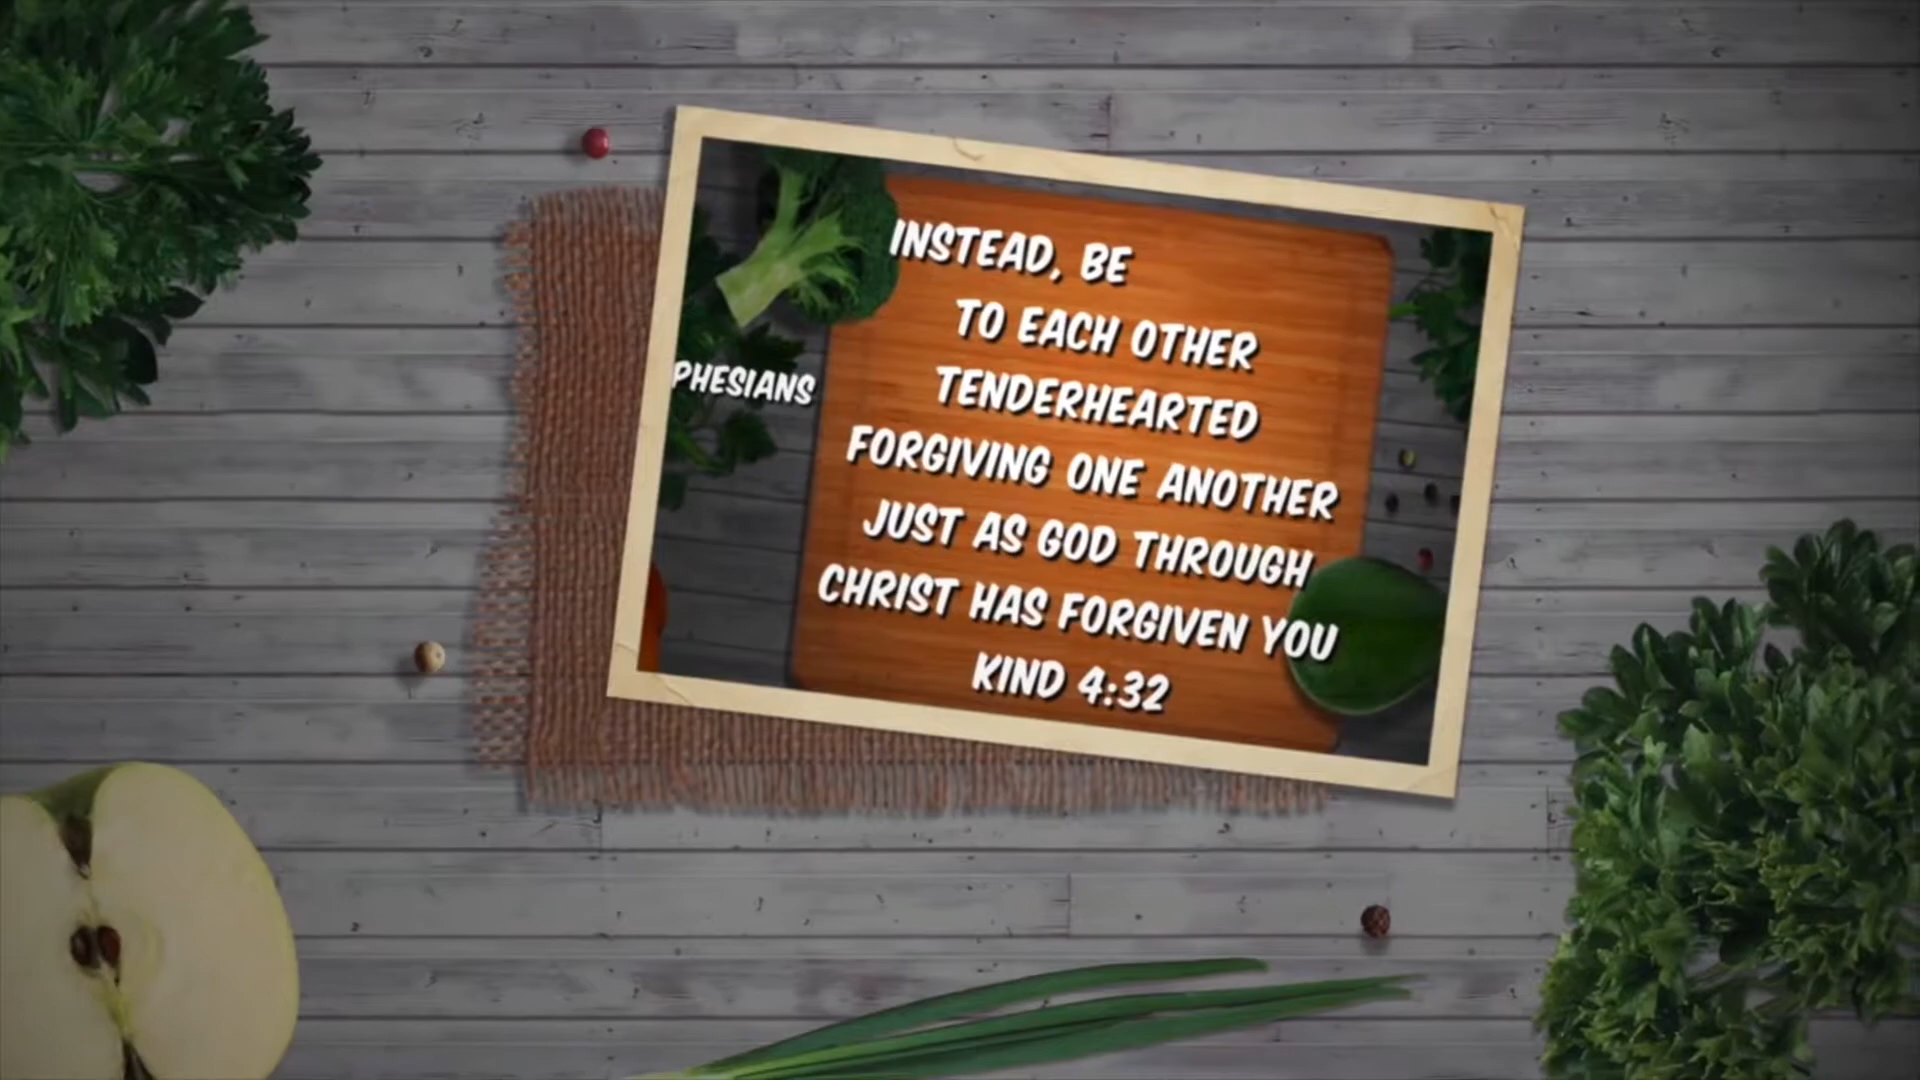 INSTEAD, BE
TO EACH OTHER
PHESIANS
TENDERHEARTED
FORGIVING ONE ANOTHER
JUST AS GOD THROUGH
CHRIST HAS FORGIVEN YOU
KIND 4:32